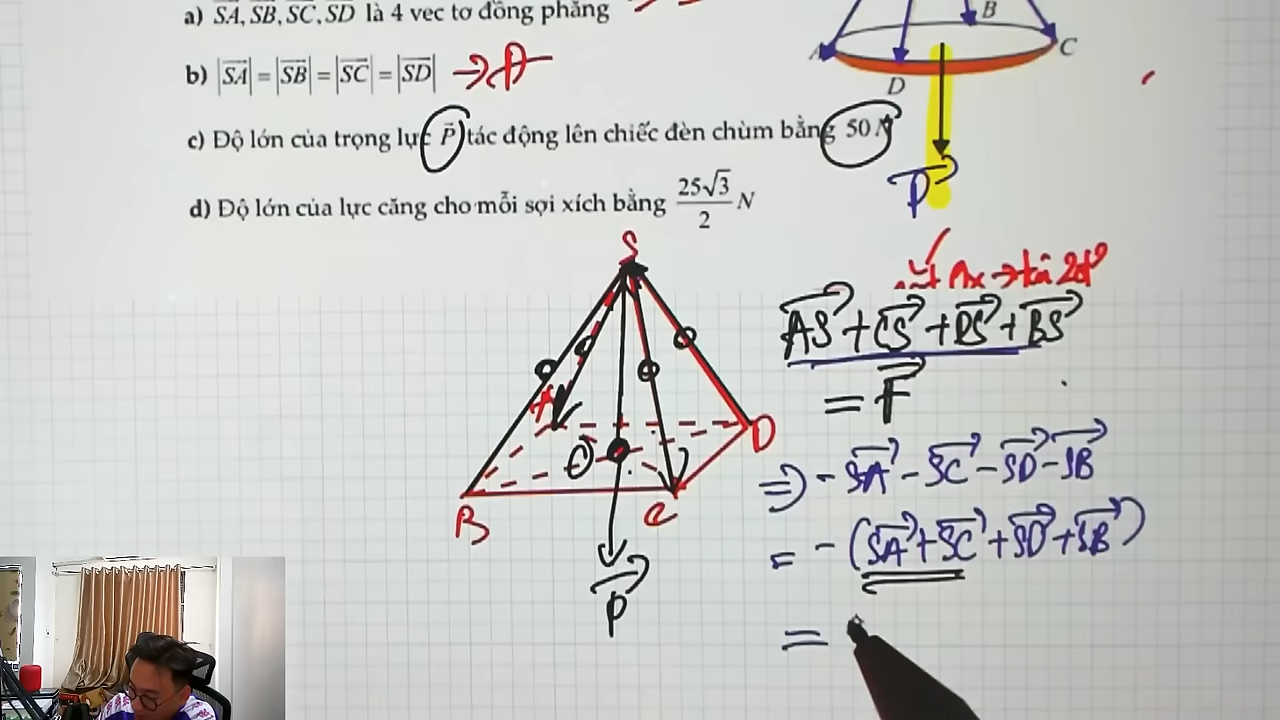 a) SA, SB, SC, SD là 4 vec tơ đồng phẳng
b) |SA| = |SB| = |SC| = |SD| → Đ
c) Độ lớn của trọng lực P tác động lên chiếc đèn chùm bằng 50 N
d) Độ lớn của lực căng cho mỗi sợi xích bằng 25√3/2 N
B
C
D
P
S
A
D
O
B
C
P
AS + CS + DS + BS
= F
⇒ - SA - SC - SD - SB
= - (SA + SC + SD + SB)
=